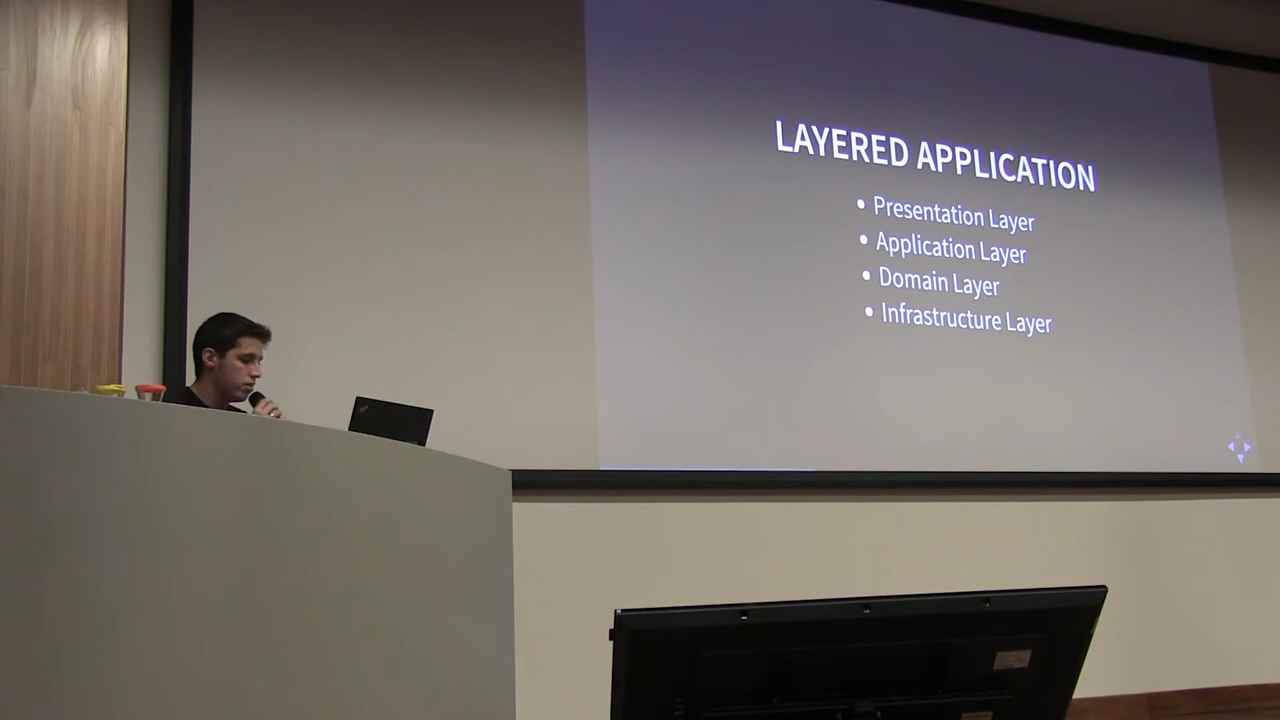 LAYERED APPLICATION
• Presentation Layer
• Application Layer
• Domain Layer
• Infrastructure Layer